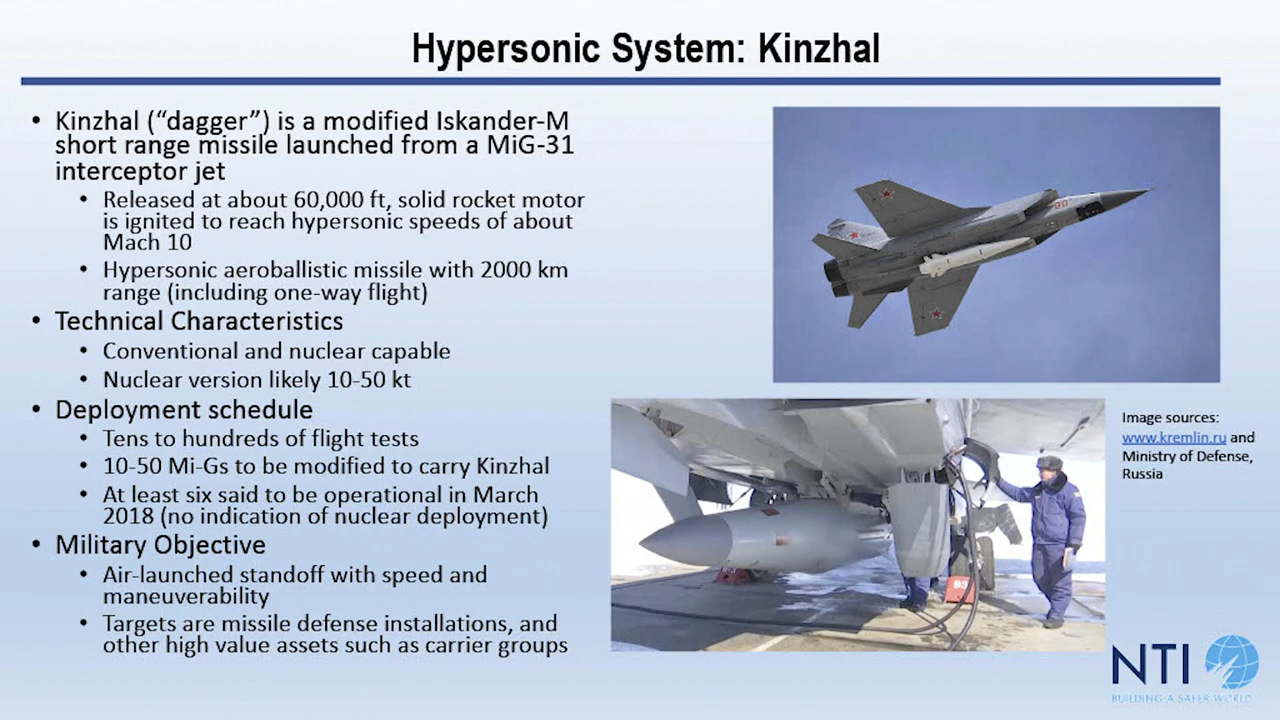 Hypersonic System: Kinzhal
• Kinzhal (“dagger”) is a modified Iskander-M
short range missile launched from a MiG-31
interceptor jet
• Released at about 60,000 ft, solid rocket motor
is ignited to reach hypersonic speeds of about
Mach 10
• Hypersonic aeroballistic missile with 2000 km
range (including one-way flight)
• Technical Characteristics
• Conventional and nuclear capable
• Nuclear version likely 10-50 kt
• Deployment schedule
• Tens to hundreds of flight tests
• 10-50 Mi-Gs to be modified to carry Kinzhal
• At least six said to be operational in March
2018 (no indication of nuclear deployment)
• Military Objective
• Air-launched standoff with speed and
maneuverability
• Targets are missile defense installations, and
other high value assets such as carrier groups
Image sources:
www.kremlin.ru and
Ministry of Defense,
Russia
NTI
BUILDING A SAFER WORLD